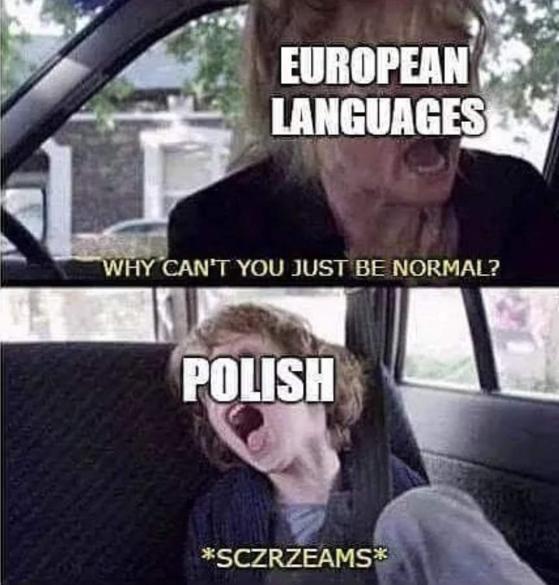 EUROPEAN
LANGUAGES
WHY CAN'T YOU JUST BE NORMAL?
POLISH
*SCZRZEAMS*